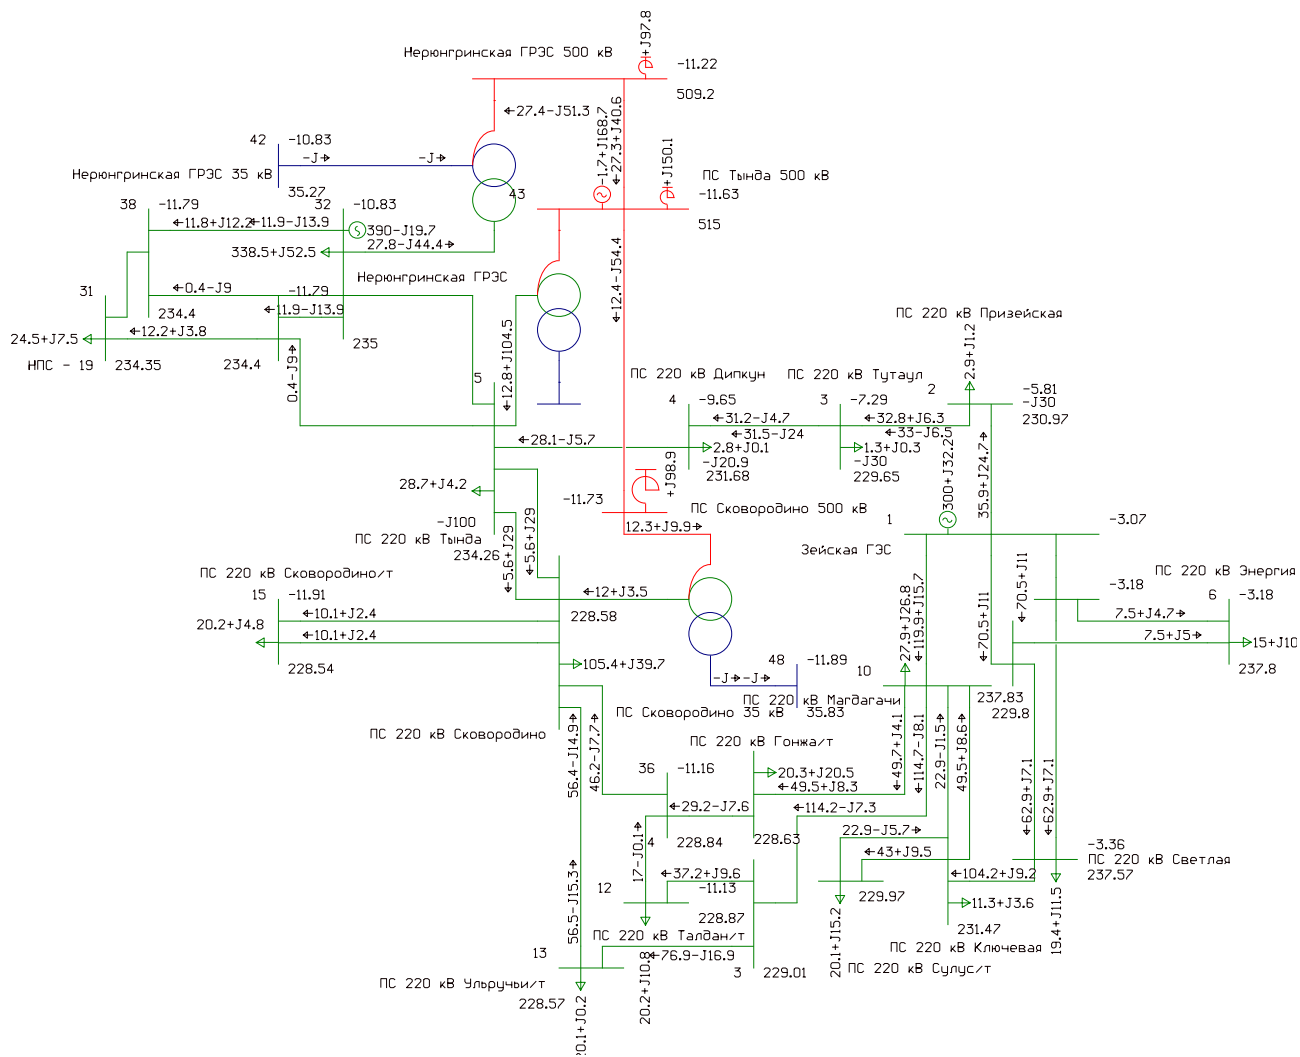 +J97.8
Нерюнгринская ГРЭС 500 кВ
-11.22
509.2
27.4-J51.3
-1.7+J168.7
27.3+J40.6
+J150.1
ПС Тында 500 кВ
-11.63
515
42
-10.83
-J
-J
35.27
Нерюнгринская ГРЭС 35 кВ
43
38
-11.79
32
-10.83
11.8+J12.2
11.9-J13.9
390-J19.7
338.5+J52.5
27.8-J44.4
Нерюнгринская ГРЭС
12.4-J54.4
31
0.4-J9
-11.79
234.4
11.9-J13.9
235
24.5+J7.5
12.2+J3.8
НПС - 19
234.35
234.4
0.4-J9
12.8+J104.5
5
ПС 220 кВ Призейская
2.9+J1.2
ПС 220 кВ Дипкун
ПС 220 кВ Тутаул
2
-5.81
-J30
230.97
4
-9.65
3
-7.29
31.2-J4.7
31.5-J24
32.8+J6.3
33-J6.5
28.1-J5.7
2.8+J0.1
-J20.9
231.68
1.3+J0.3
-J30
229.65
300+J32.2
35.9+J24.7
+J98.9
28.7+J4.2
-11.73
ПС Сковородино 500 кВ
12.3+J9.9
1
-3.07
Зейская ГЭС
-J100
ПС 220 кВ Тында
234.26
5.6+J29
5.6+J29
ПС 220 кВ Сковородино/т
15
-11.91
10.1+J2.4
20.2+J4.8
10.1+J2.4
228.54
12+J3.5
228.58
105.4+J39.7
27.9+J26.8
119.9+J15.7
70.5+J11
70.5+J11
-3.18
ПС 220 кВ Энергия
6
-3.18
7.5+J4.7
7.5+J5
15+J10
237.8
48
-11.89
-J
-J
10
ПС 220 кВ Магдагачи
237.83
229.8
ПС Сковородино 35 кВ
35.83
ПС 220 кВ Сковородино
ПС 220 кВ Гонжа/т
56.4-J14.9
46.2-J7.7
36
-11.16
20.3+J20.5
49.5+J8.3
49.7+J4.1
114.7-J8.1
22.9-J1.5
49.5+J8.6
62.9+J7.1
62.9+J7.1
29.2-J7.6
114.2-J7.3
4
228.84
228.63
17-J0.1
22.9-J5.7
43+J9.5
-3.36
ПС 220 кВ Светлая
237.57
37.2+J9.6
104.2+J9.2
12
-11.13
228.87
229.97
11.3+J3.6
231.47
19.4+J11.5
ПС 220 кВ Талдан/т
ПС 220 кВ Ключевая
56.5-J15.3
13
76.9-J16.9
20.2+J10.8
3
229.01
20.1+J15.2
ПС 220 кВ Сулус/т
ПС 220 кВ Ульручьи/т
228.57
20.1+J0.2